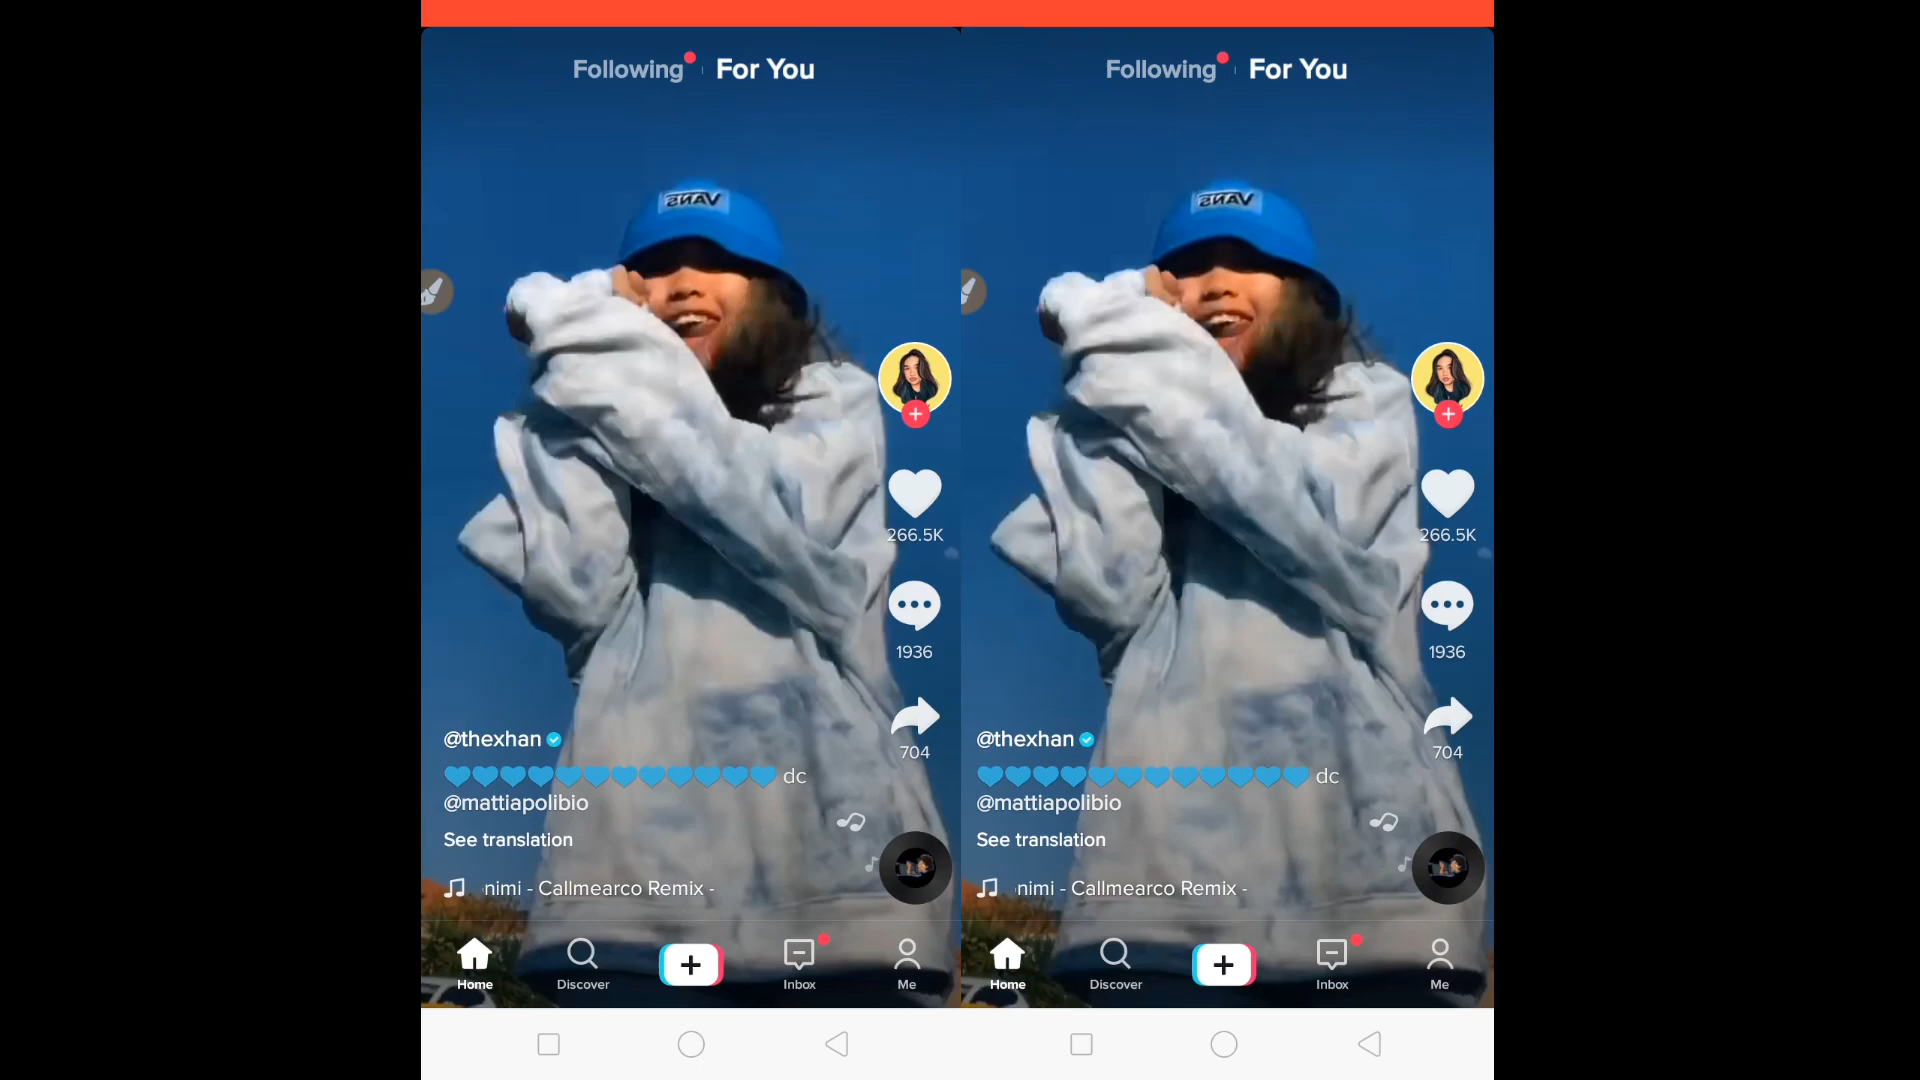 Following For You
VANS
266.5K
1936
704
@thexhan
💙💙💙💙💙💙💙💙💙💙💙💙 dc
@mattiapolibio
See translation
nimi - Callmearco Remix -
Home Discover Inbox Me
Following For You
VANS
266.5K
1936
704
@thexhan
💙💙💙💙💙💙💙💙💙💙💙💙 dc
@mattiapolibio
See translation
nimi - Callmearco Remix -
Home Discover Inbox Me